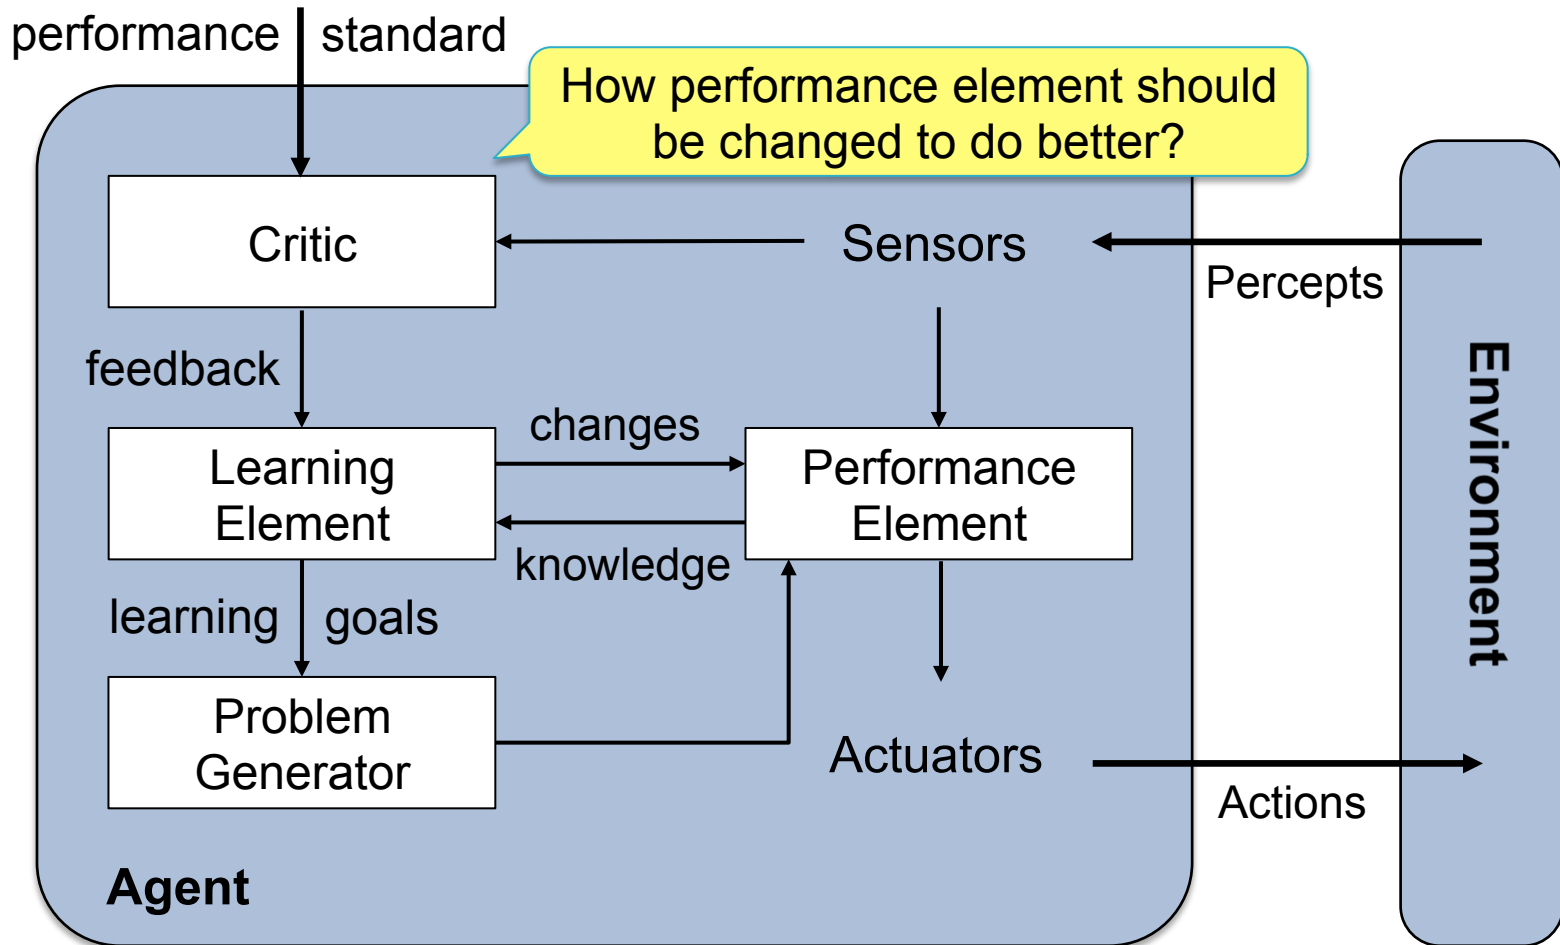 performance standard
How performance element should
be changed to do better?
Critic
Sensors
Percepts
feedback
changes
Learning
Element
Performance
Element
knowledge
learning goals
Problem
Generator
Actuators
Actions
Agent
Environment